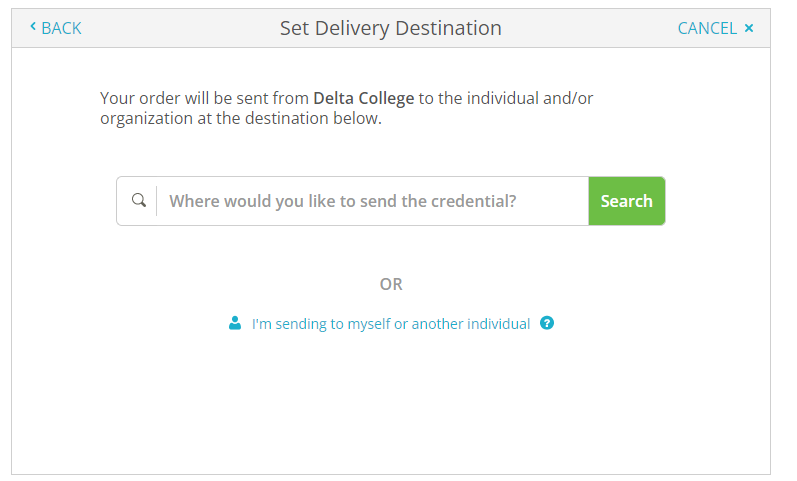 BACK
Set Delivery Destination
CANCEL ×
Your order will be sent from Delta College to the individual and/or
organization at the destination below.
Where would you like to send the credential?
Search
OR
I'm sending to myself or another individual ?